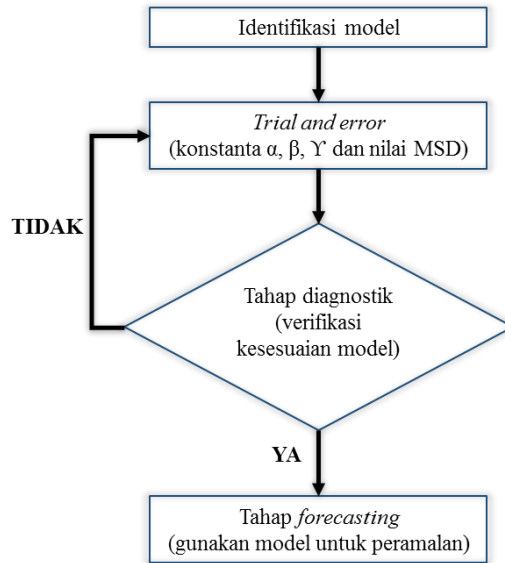 Identifikasi model
Trial and error
(konstanta α, β, ϒ dan nilai MSD)
TIDAK
Tahap diagnostik
(verifikasi
kesesuaian model)
YA
Tahap forecasting
(gunakan model untuk peramalan)